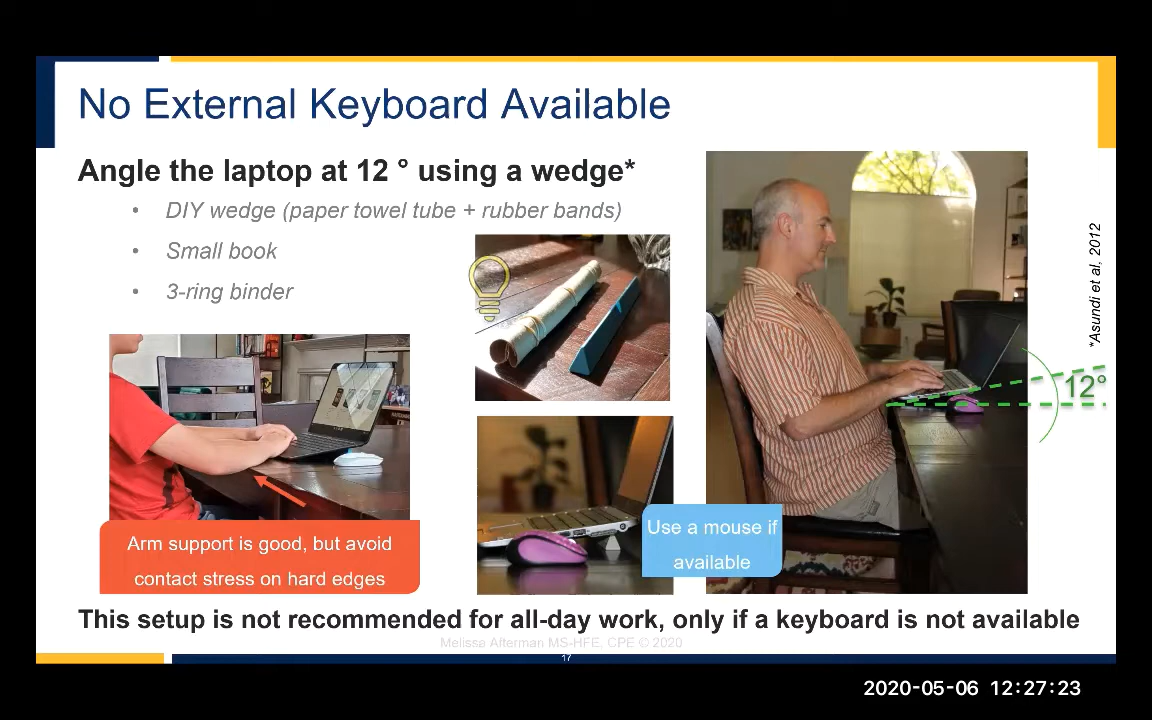 No External Keyboard Available
Angle the laptop at 12 ° using a wedge*
• DIY wedge (paper towel tube + rubber bands)
• Small book
• 3-ring binder
*Asundi et al, 2012
12°
Arm support is good, but avoid
contact stress on hard edges
Use a mouse if
available
This setup is not recommended for all-day work, only if a keyboard is not available
Melissa Afterman MS-HFE, CPE © 2020
17
2020-05-06 12:27:23